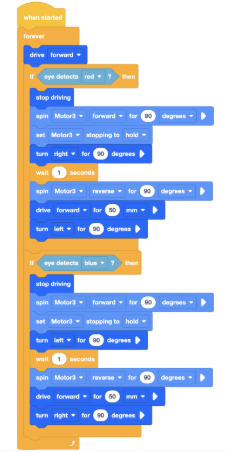 when started
forever
drive forward
if eye detects red ? then
stop driving
spin Motor3 forward for 90 degrees
set Motor3 stopping to hold
turn right for 90 degrees
wait 1 seconds
spin Motor3 reverse for 90 degrees
drive forward for 50 mm
turn left for 90 degrees
if eye detects blue ? then
stop driving
spin Motor3 forward for 90 degrees
set Motor3 stopping to hold
turn left for 90 degrees
wait 1 seconds
spin Motor3 reverse for 90 degrees
drive forward for 50 mm
turn right for 90 degrees